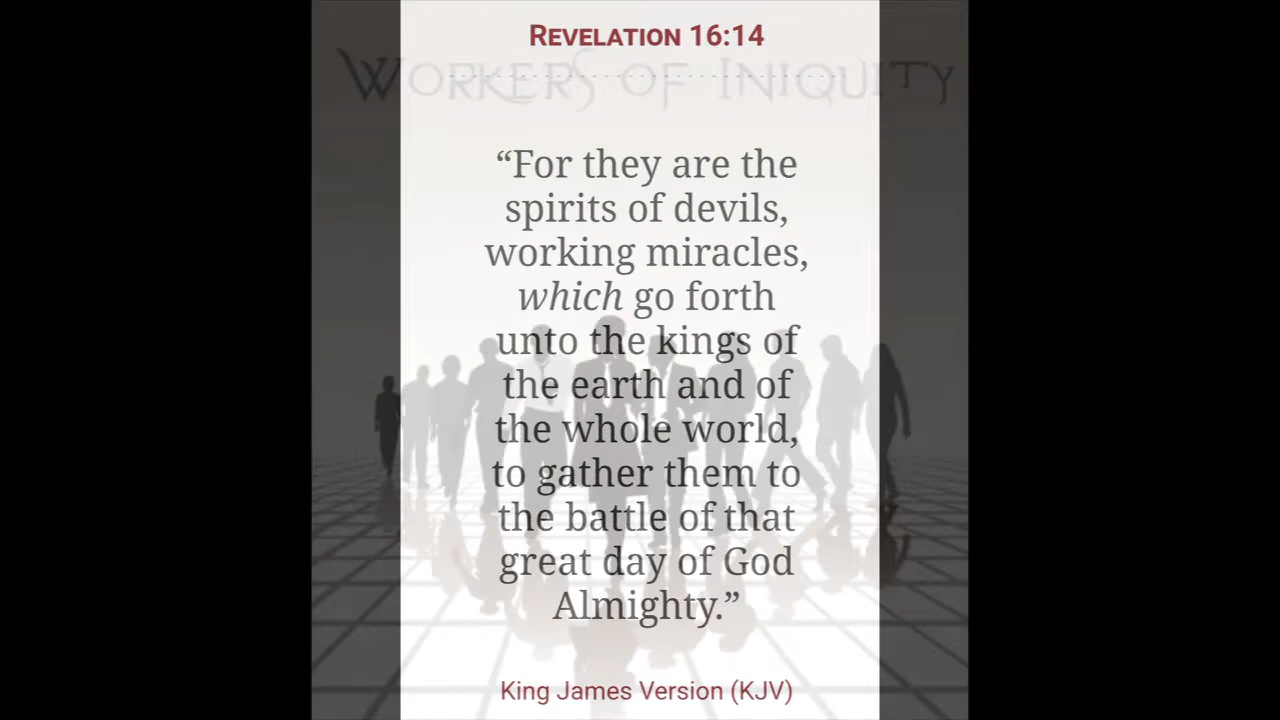 Revelation 16:14
Workers of Iniquity
“For they are the
spirits of devils,
working miracles,
which go forth
unto the kings of
the earth and of
the whole world,
to gather them to
the battle of that
great day of God
Almighty.”
King James Version (KJV)